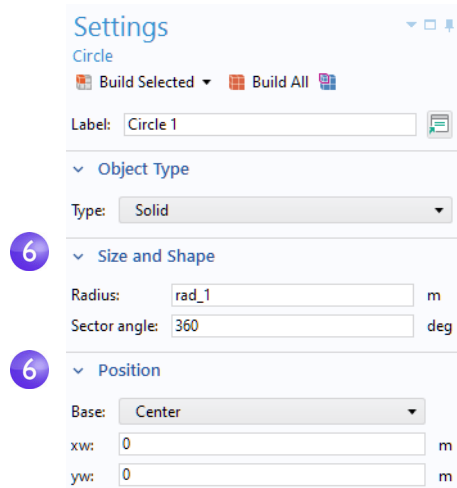 Settings
Circle
Build Selected Build All
Label: Circle 1
Object Type
Type: Solid
6 Size and Shape
Radius: rad_1 m
Sector angle: 360 deg
6 Position
Base: Center
xw: 0 m
yw: 0 m